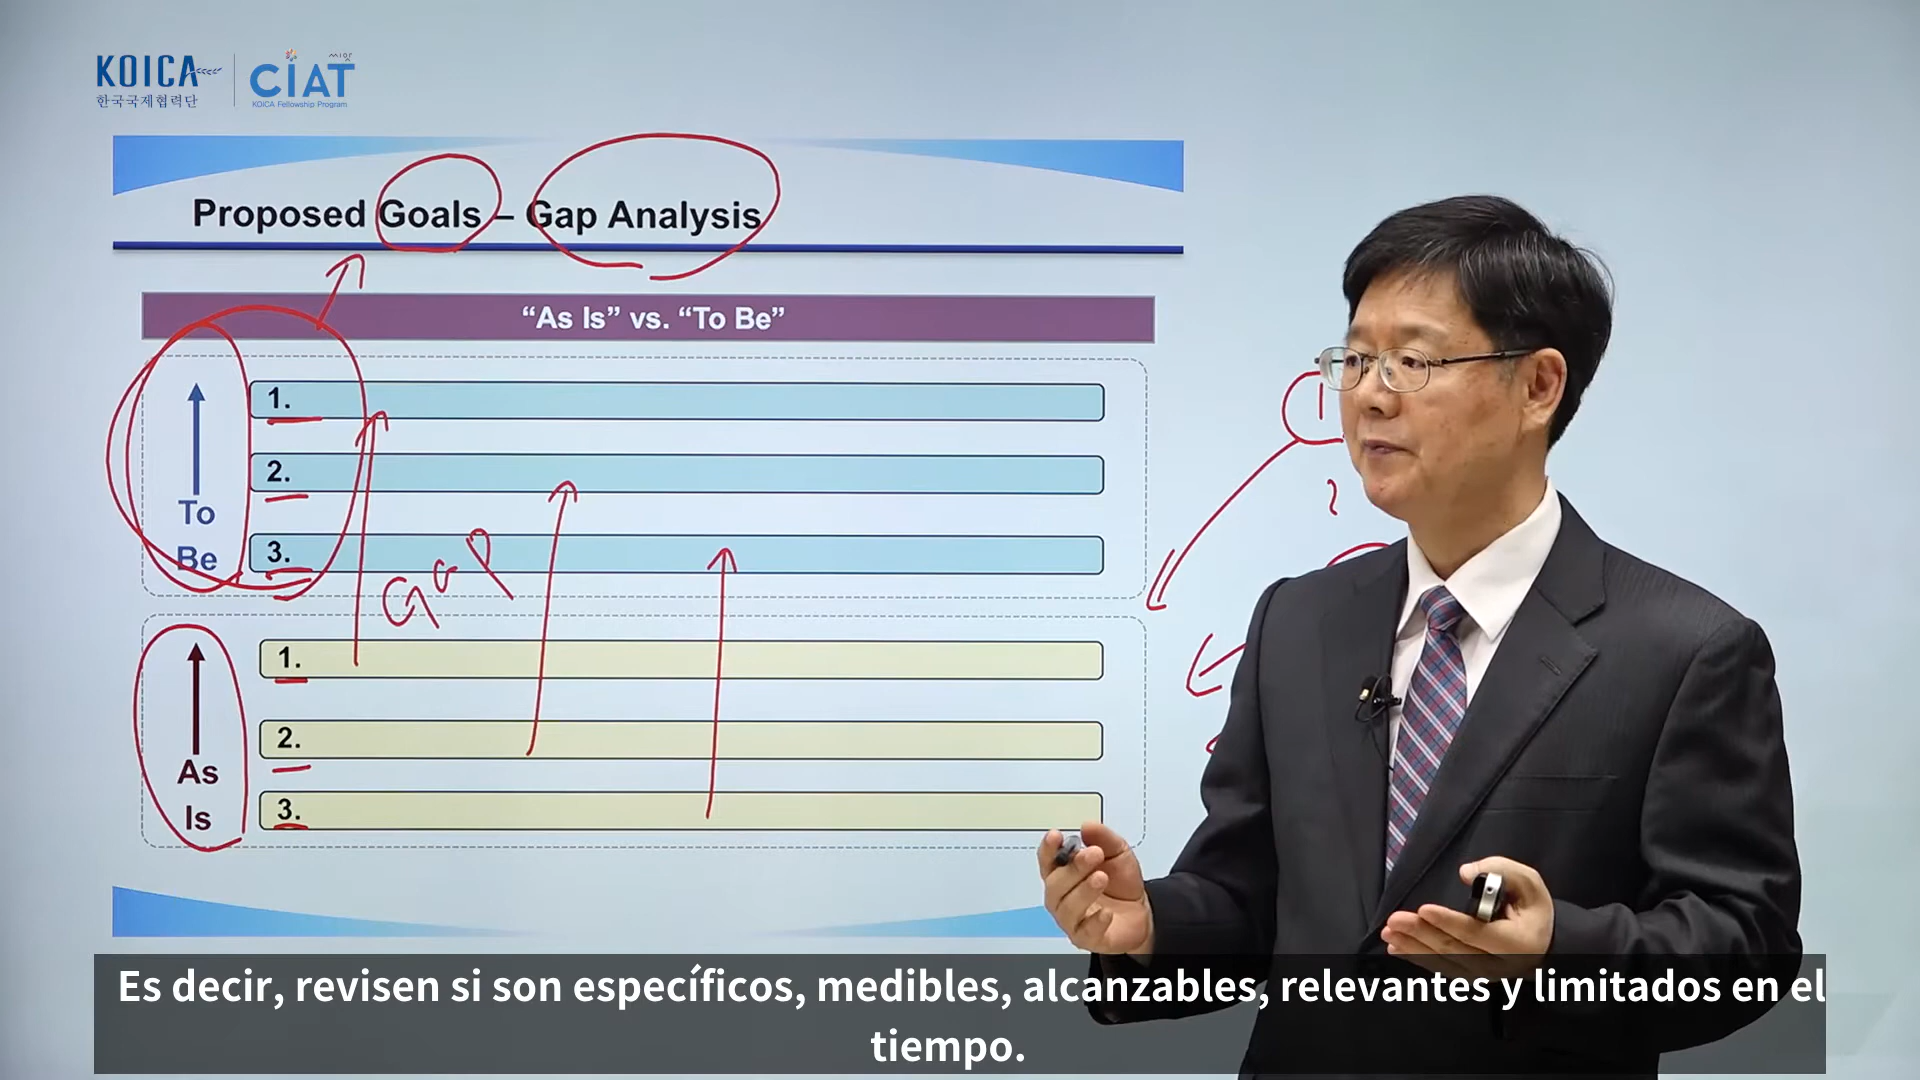 KOICA
한국국제협력단
CIAT
KOICA Fellowship Program
Proposed Goals – Gap Analysis
“As Is” vs. “To Be”
1.
2.
3.
To
Be
Gap
1.
2.
3.
As
Is
1
2
Es decir, revisen si son específicos, medibles, alcanzables, relevantes y limitados en el
tiempo.